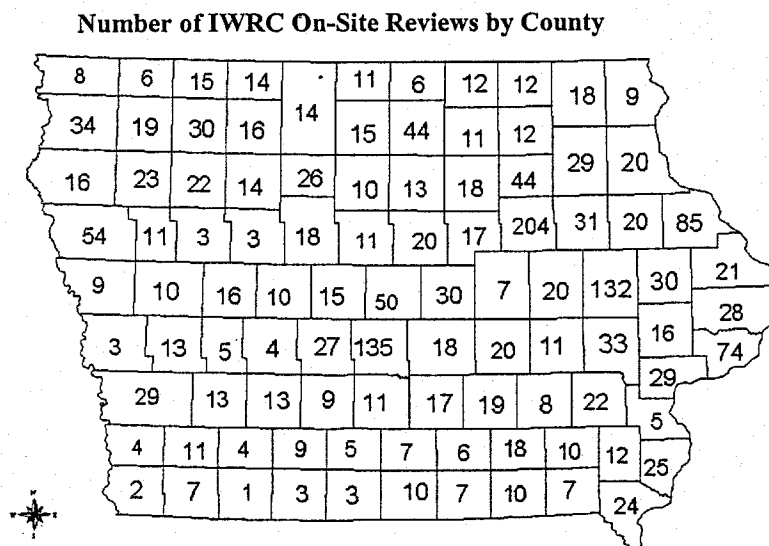 Number of IWRC On-Site Reviews by County
8 6 15 14 11 6 12 12 18 9
34 19 30 16 14 15 44 11 12
16 23 22 14 26 10 13 18 44 29 20
54 11 3 3 18 11 20 17 204 31 20 85
9 10 16 10 15 50 30 7 20 132 30 21
28
3 13 5 4 27 135 18 20 11 33 16 74
29 13 13 9 11 17 19 8 22 29
5
4 11 4 9 5 7 6 18 10 12 25
2 7 1 3 3 10 7 10 7 24